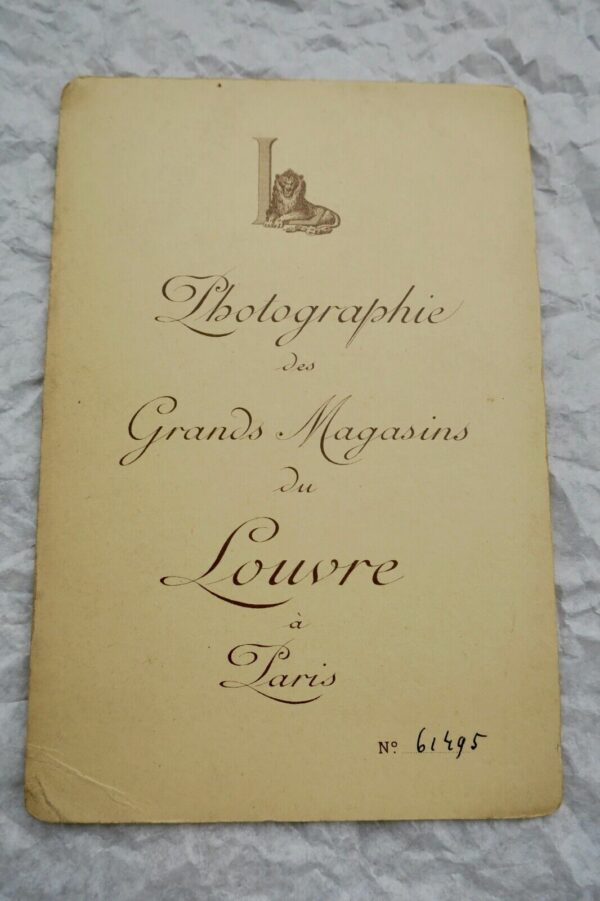 L
Photographie
des
Grands Magasins
du
Louvre
à
Paris
Nº 61495